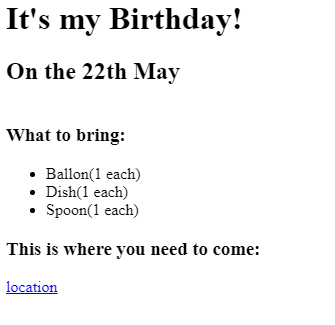 It's my Birthday!
On the 22th May
What to bring:
Ballon(1 each)
Dish(1 each)
Spoon(1 each)
This is where you need to come:
location